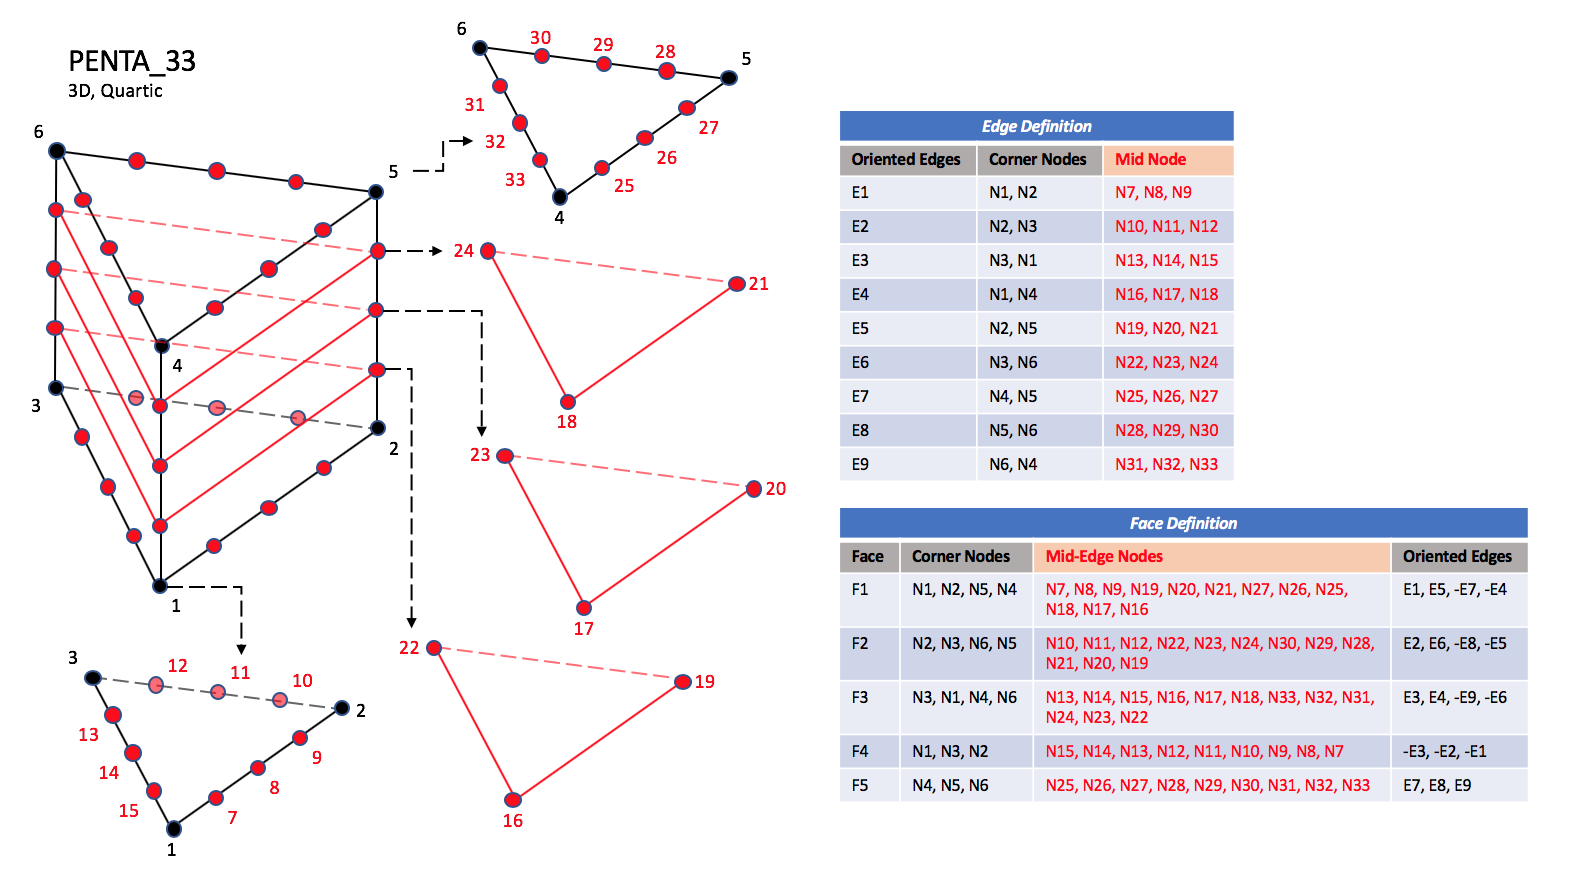 PENTA_33
3D, Quartic
6
5
4
3
2
1
6
30
29
28
5
31
32
33
27
26
25
4
24
21
18
23
20
17
22
19
16
3
12
11
10
2
13
14
15
9
8
7
1
Edge Definition
Oriented Edges Corner Nodes Mid Node
E1 N1, N2 N7, N8, N9
E2 N2, N3 N10, N11, N12
E3 N3, N1 N13, N14, N15
E4 N1, N4 N16, N17, N18
E5 N2, N5 N19, N20, N21
E6 N3, N6 N22, N23, N24
E7 N4, N5 N25, N26, N27
E8 N5, N6 N28, N29, N30
E9 N6, N4 N31, N32, N33
Face Definition
Face Corner Nodes Mid-Edge Nodes Oriented Edges
F1 N1, N2, N5, N4 N7, N8, N9, N19, N20, N21, N27, N26, N25, E1, E5, -E7, -E4
N18, N17, N16
F2 N2, N3, N6, N5 N10, N11, N12, N22, N23, N24, N30, N29, N28, E2, E6, -E8, -E5
N21, N20, N19
F3 N3, N1, N4, N6 N13, N14, N15, N16, N17, N18, N33, N32, N31, E3, E4, -E9, -E6
N24, N23, N22
F4 N1, N3, N2 N15, N14, N13, N12, N11, N10, N9, N8, N7 -E3, -E2, -E1
F5 N4, N5, N6 N25, N26, N27, N28, N29, N30, N31, N32, N33 E7, E8, E9